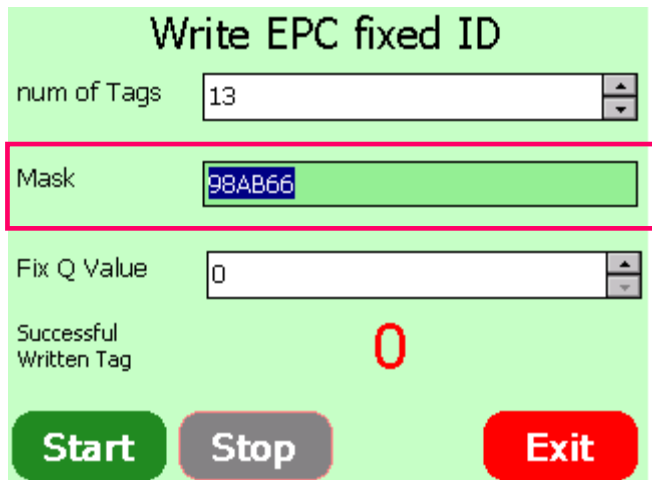 Write EPC fixed ID
num of Tags 13
Mask 98AB66
Fix Q Value 0
Successful
Written Tag 0
Start Stop Exit